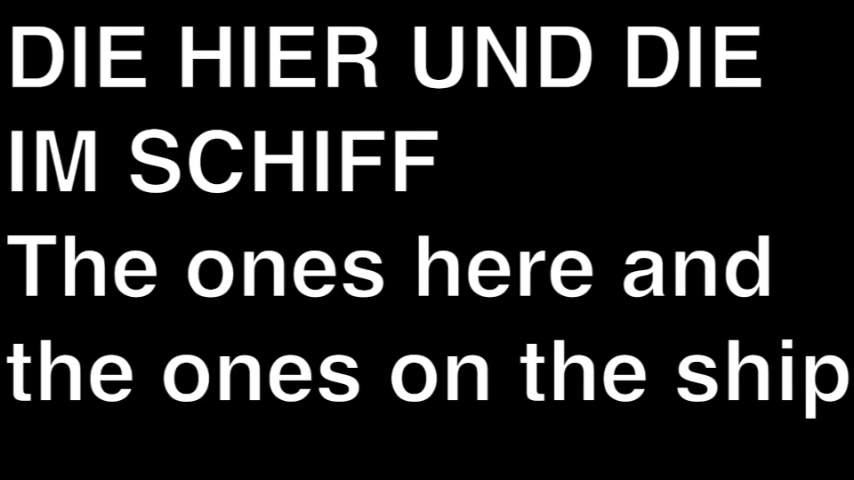 DIE HIER UND DIE
IM SCHIFF
The ones here and
the ones on the ship